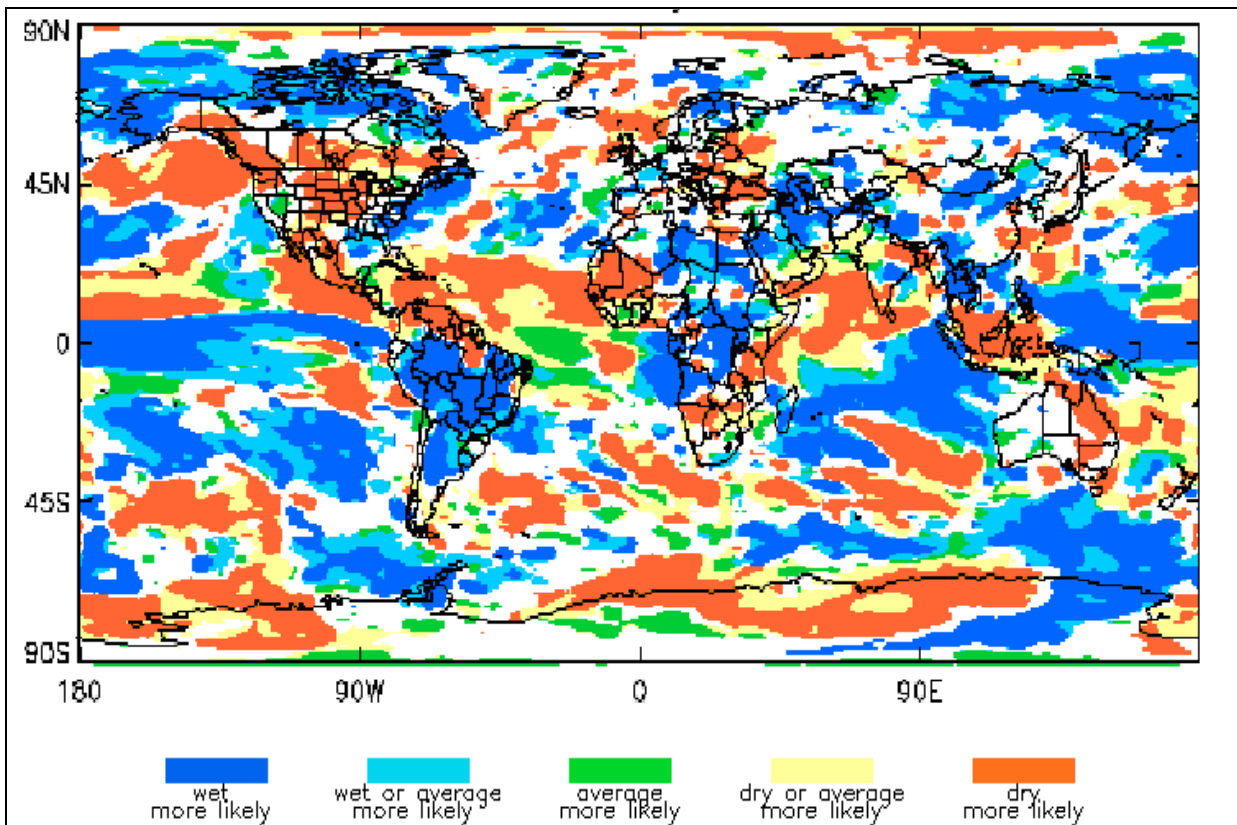 90N
45N
0
45S
90S
180 90W 0 90E
wet
more likely
wet or average
more likely
average
more likely
dry or average
more likely
dry
more likely